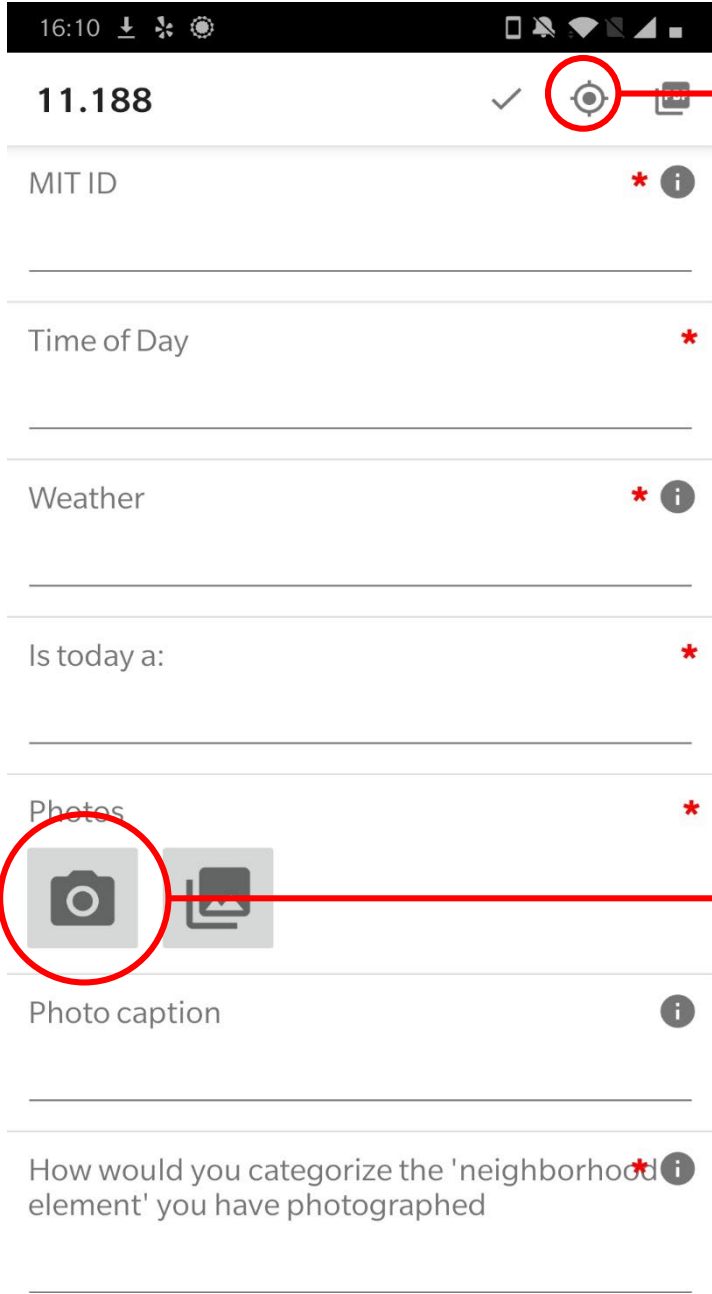 16:10
11.188
MIT ID
*
Time of Day
*
Weather
*
Is today a:
*
Photos
*
Photo caption
How would you categorize the 'neighborhood
*
element' you have photographed